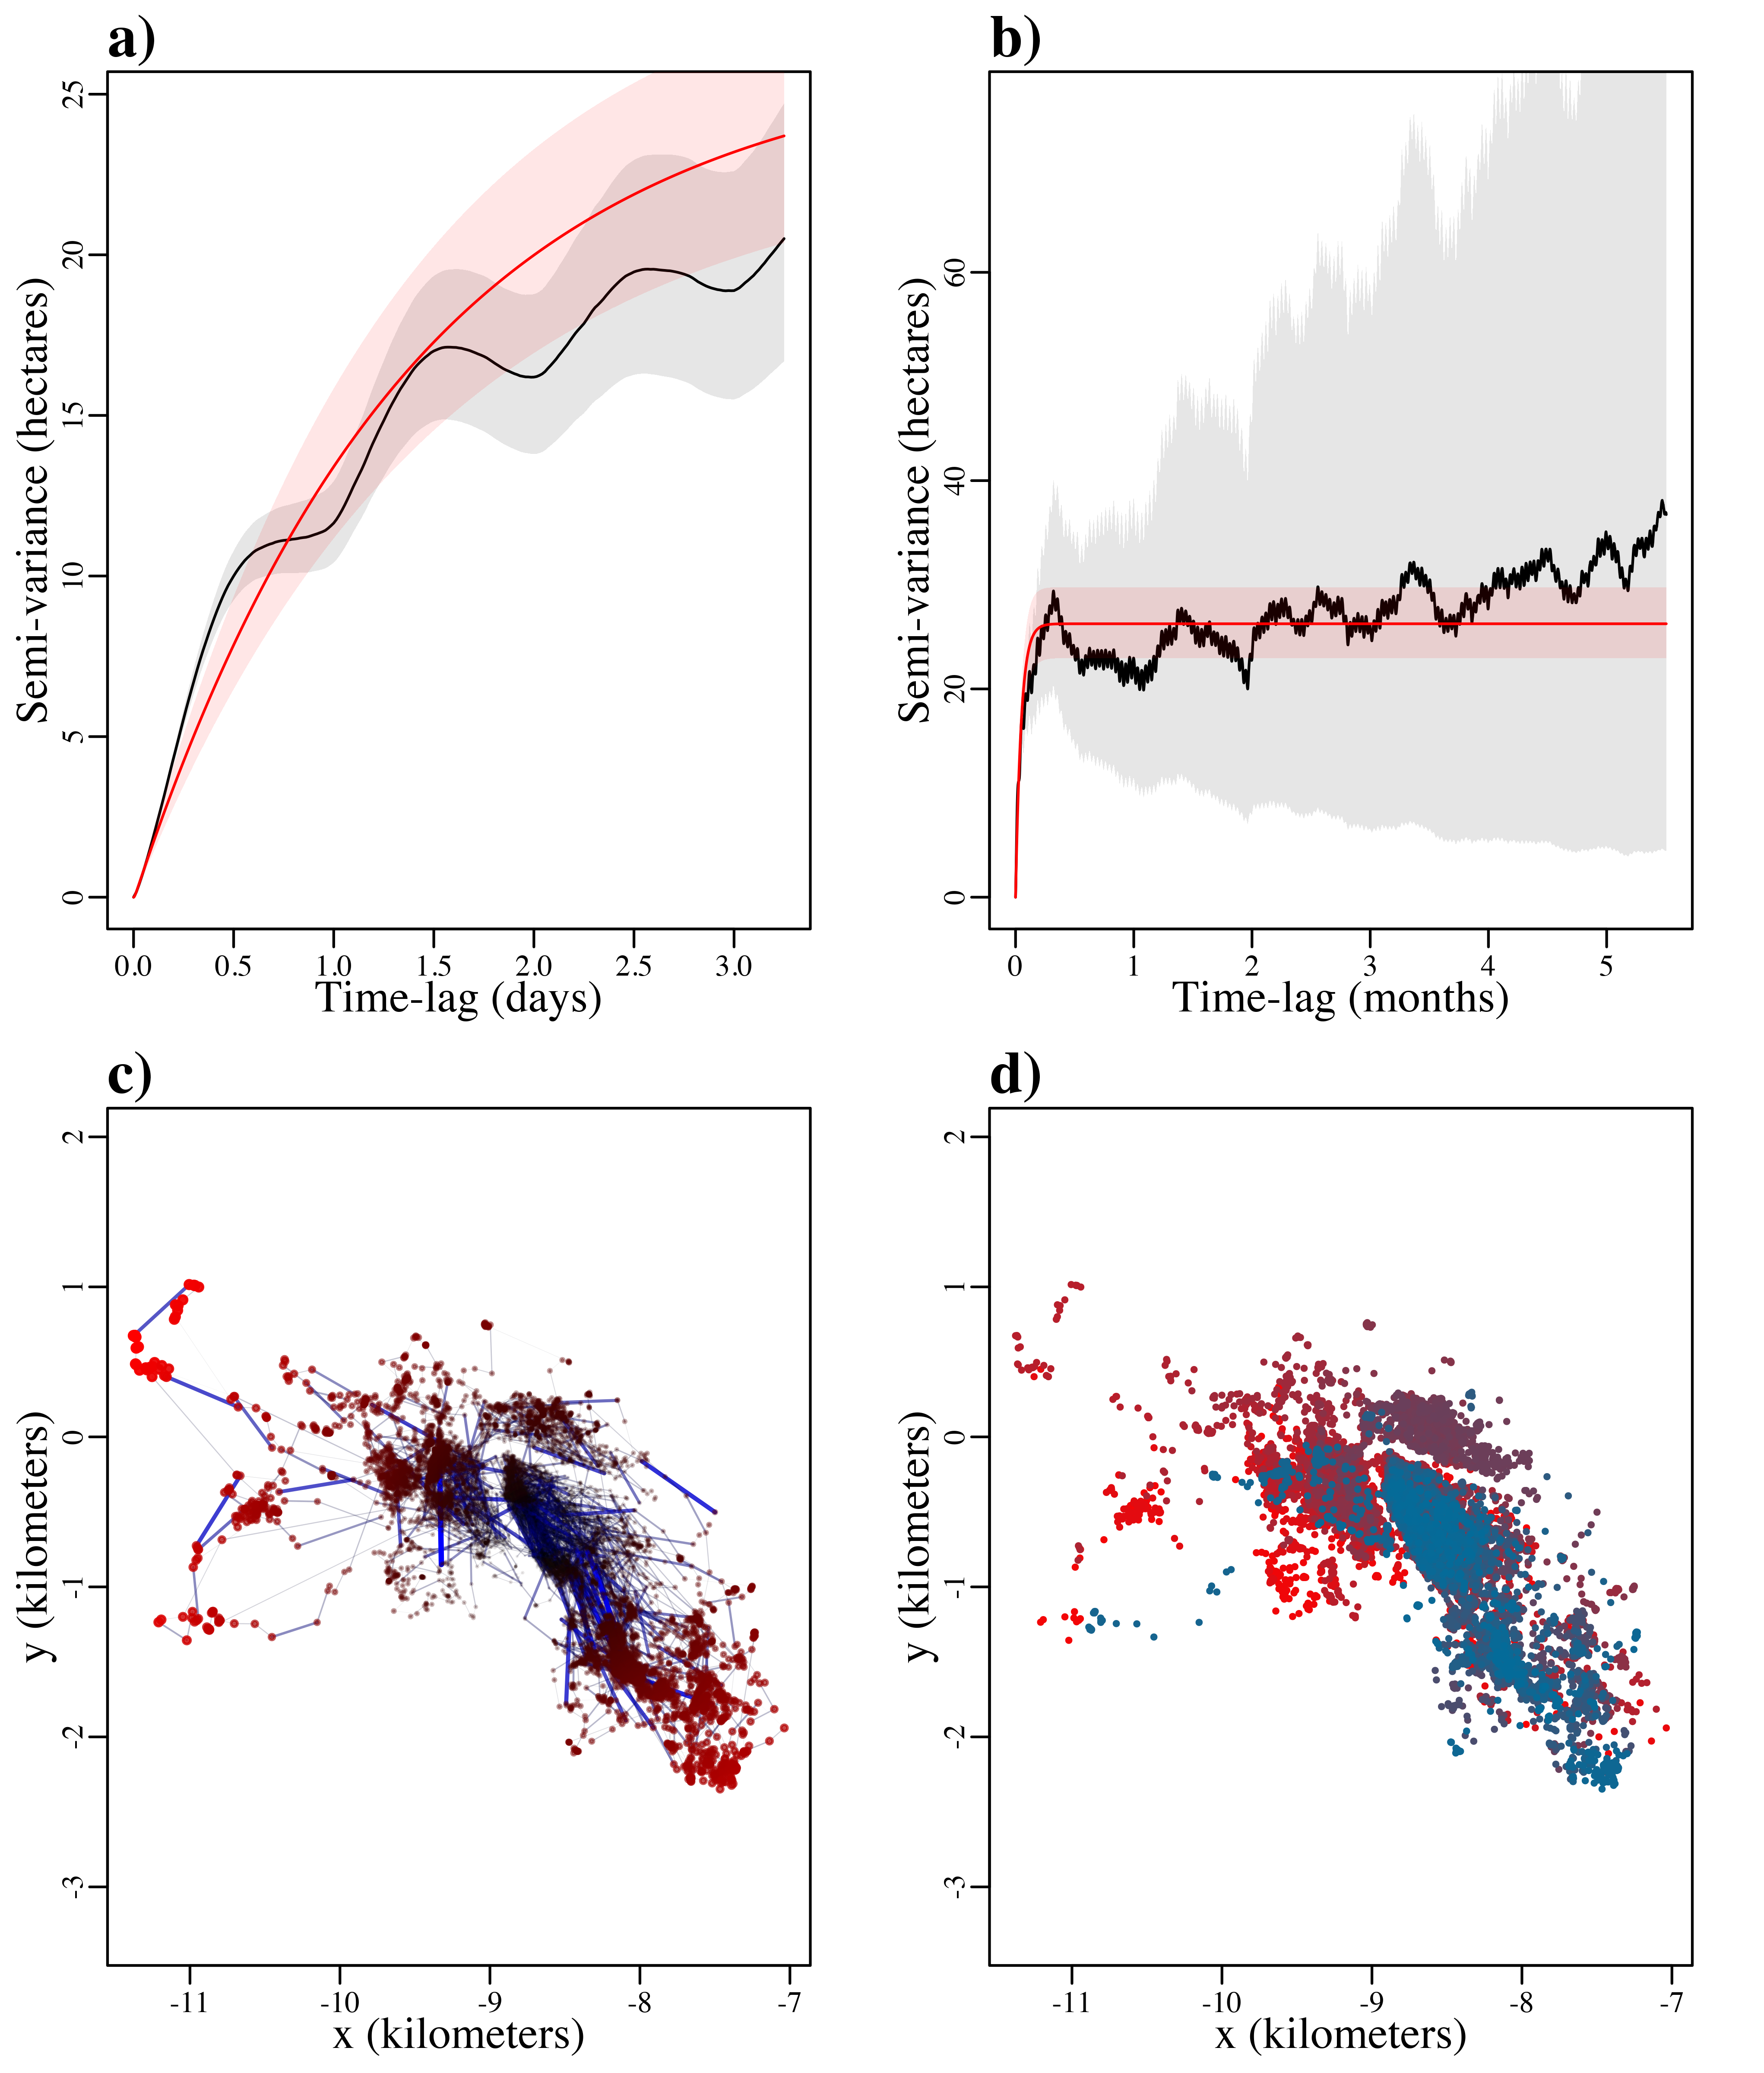 a)
Semi-variance (hectares)
25
20
15
10
5
0
0.0 0.5 1.0 1.5 2.0 2.5 3.0
Time-lag (days)
b)
Semi-variance (hectares)
60
40
20
0
0 1 2 3 4 5
Time-lag (months)
c)
y (kilometers)
2
1
0
-1
-2
-3
-11 -10 -9 -8 -7
x (kilometers)
d)
y (kilometers)
2
1
0
-1
-2
-3
-11 -10 -9 -8 -7
x (kilometers)